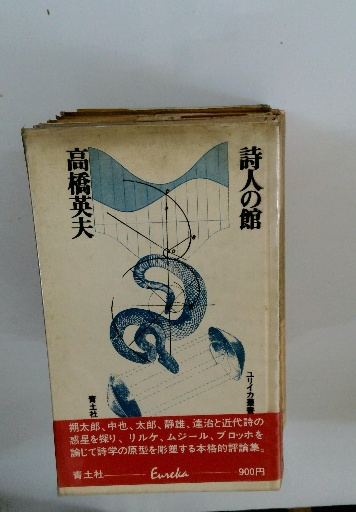 詩人の館
高橋英夫
ユリイカ叢書
青土社
朔太郎、中也、太郎、静雄、達治と近代詩の
惑星を探り、リルケ、ムシール、ブロッホを
論じて詩学の原型を彫塑する本格的評論集。
青土社 Eureka 900円